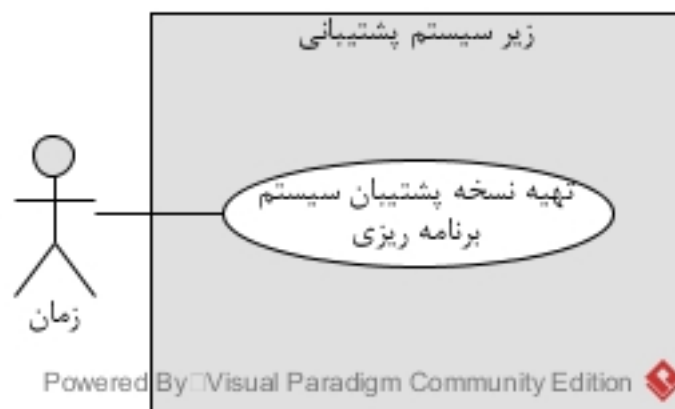 زیر سیستم پشتیبانی
تهیه نسخه پشتیبان سیستم
برنامه ریزی
زمان
Powered By Visual Paradigm Community Edition